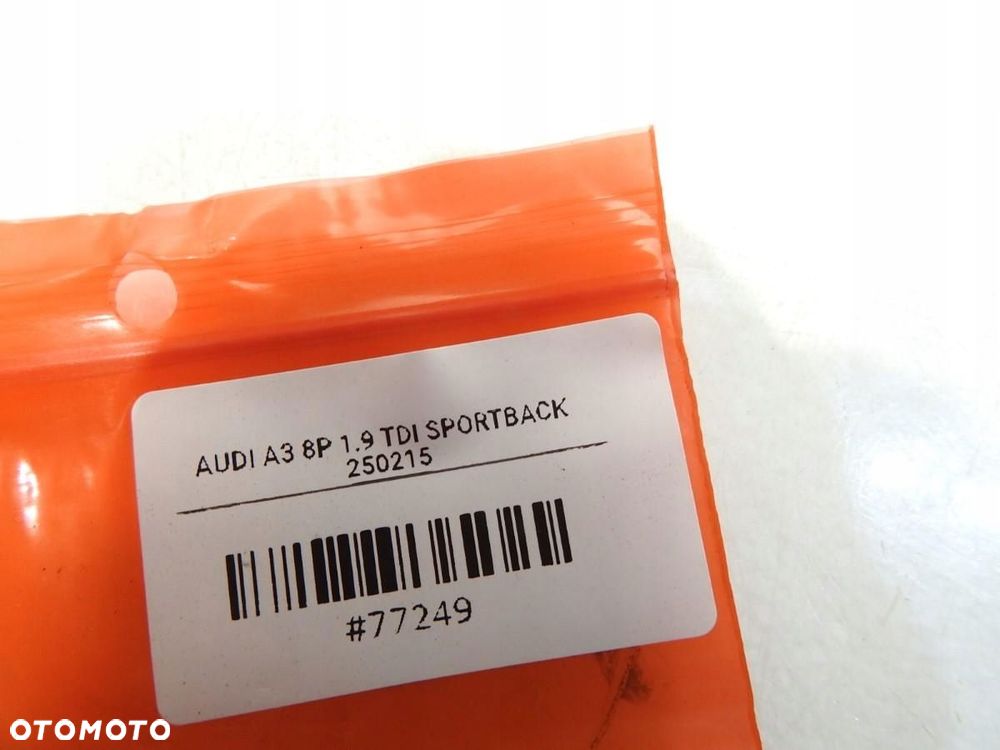 AUDI A3 8P 1.9 TDI SPORTBACK
250215
#77249
OTOMOTO